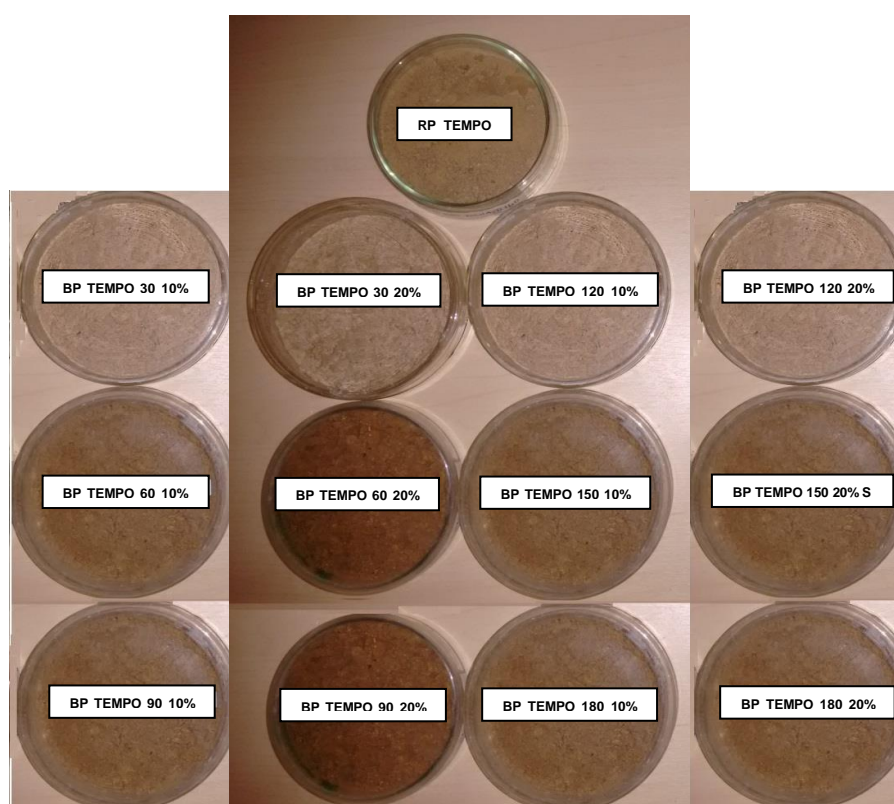 RP TEMPO
BP TEMPO 30 10%
BP TEMPO 30 20%
BP TEMPO 120 10%
BP TEMPO 120 20%
BP TEMPO 60 10%
BP TEMPO 60 20%
BP TEMPO 150 10%
BP TEMPO 150 20% S
BP TEMPO 90 10%
BP TEMPO 90 20%
BP TEMPO 180 10%
BP TEMPO 180 20%